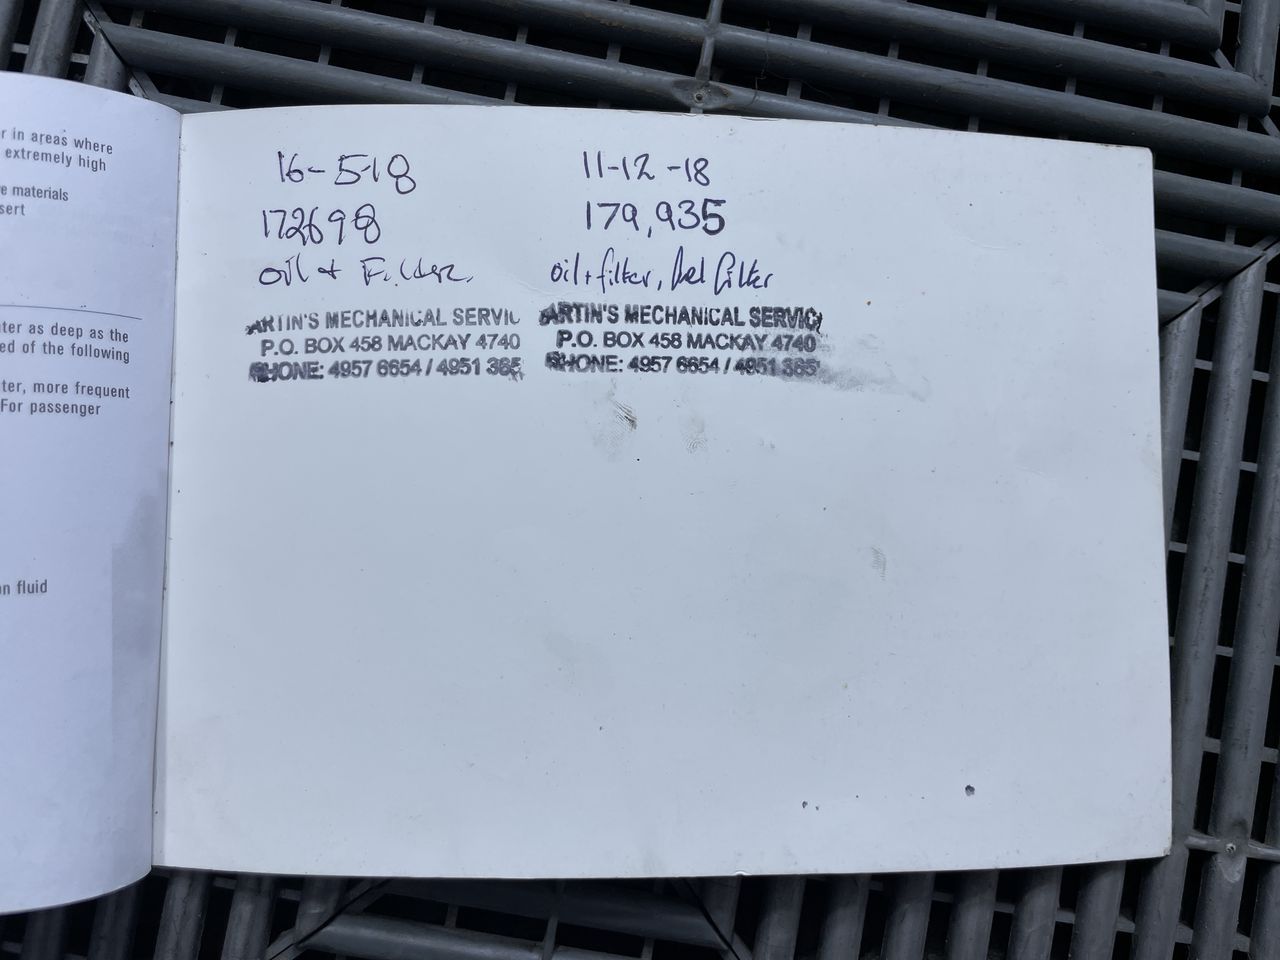 r in areas where
extremely high
e materials
sert
ter as deep as the
ed of the following
ter, more frequent
For passenger
on fluid
16-5-18
172698
oil + Filter.
ARTIN'S MECHANICAL SERVIC
P.O. BOX 458 MACKAY 4740
PHONE: 4957 6654 / 4951 365
11-12-18
179,935
oil + filter, fuel filter
ARTIN'S MECHANICAL SERVIC
P.O. BOX 458 MACKAY 4740
PHONE: 4957 6654 / 4951 365